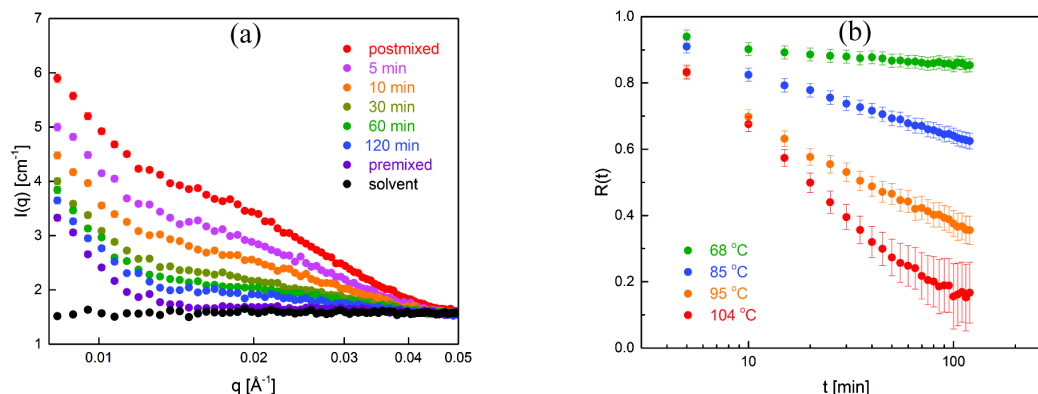 (a)
7
6
5
4
3
2
1
I(q) [cm⁻¹]
postmixed
5 min
10 min
30 min
60 min
120 min
premixed
solvent
0.01
0.02
0.03
0.04
0.05
q [Å⁻¹]
(b)
1.0
0.8
0.6
0.4
0.2
0.0
R(t)
68 °C
85 °C
95 °C
104 °C
10
100
t [min]